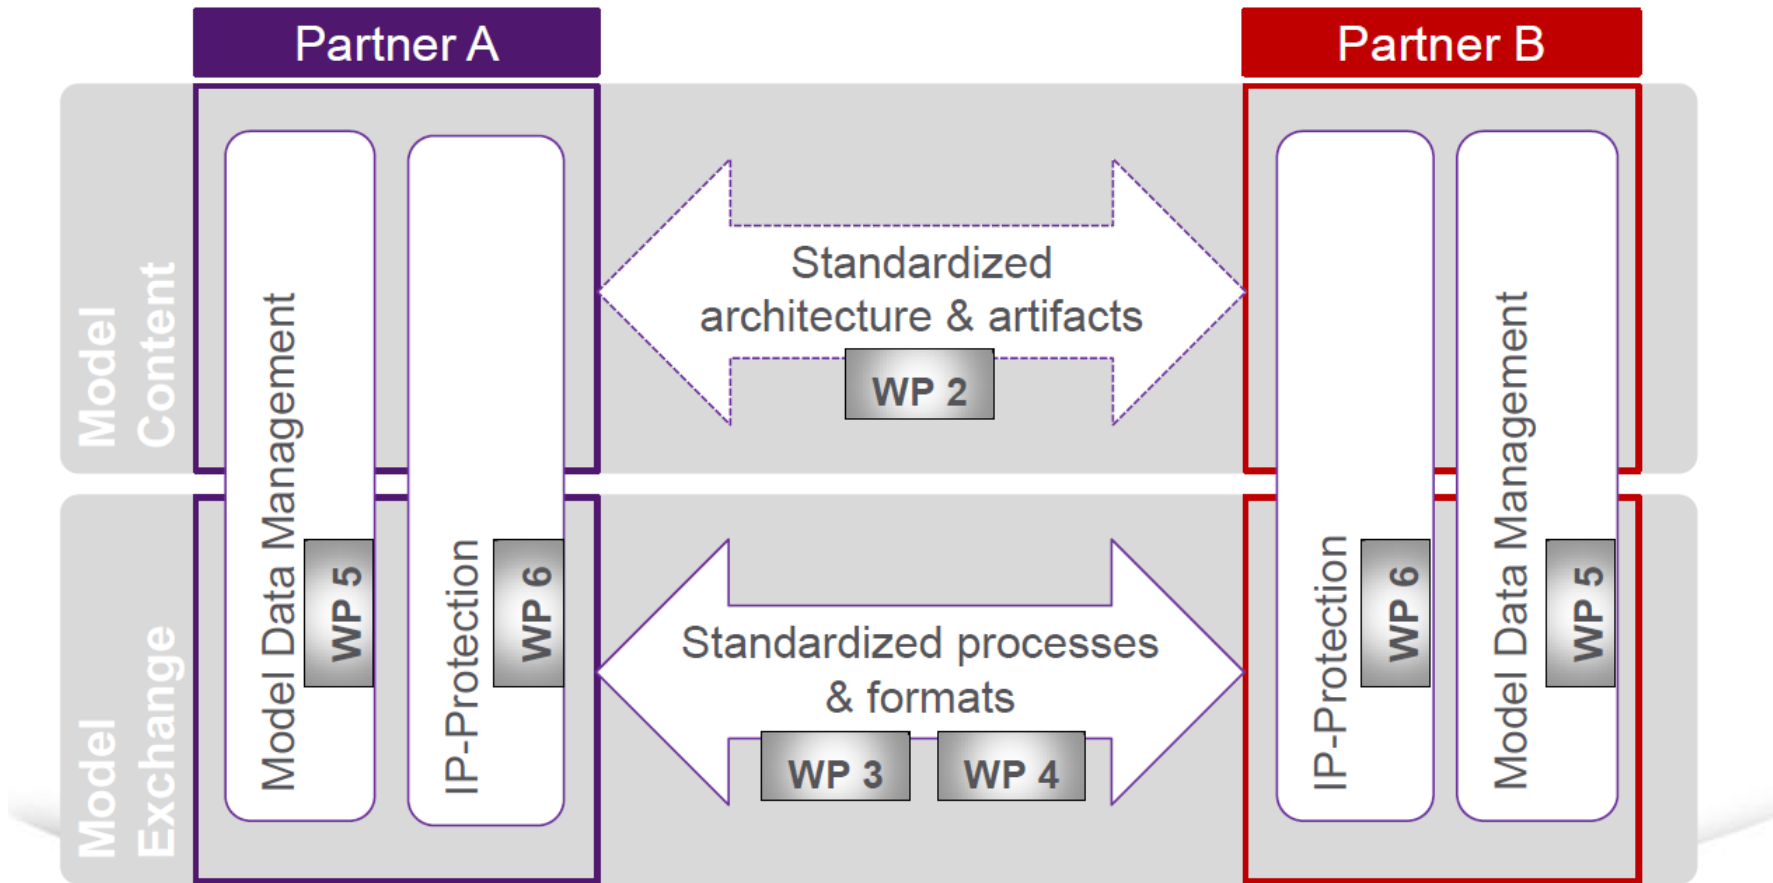 Partner A
Partner B
Model
Content
Model Data Management
WP 5
IP-Protection
WP 6
Standardized
architecture & artifacts
WP 2
IP-Protection
WP 6
Model Data Management
WP 5
Model
Exchange
Standardized processes
& formats
WP 3
WP 4